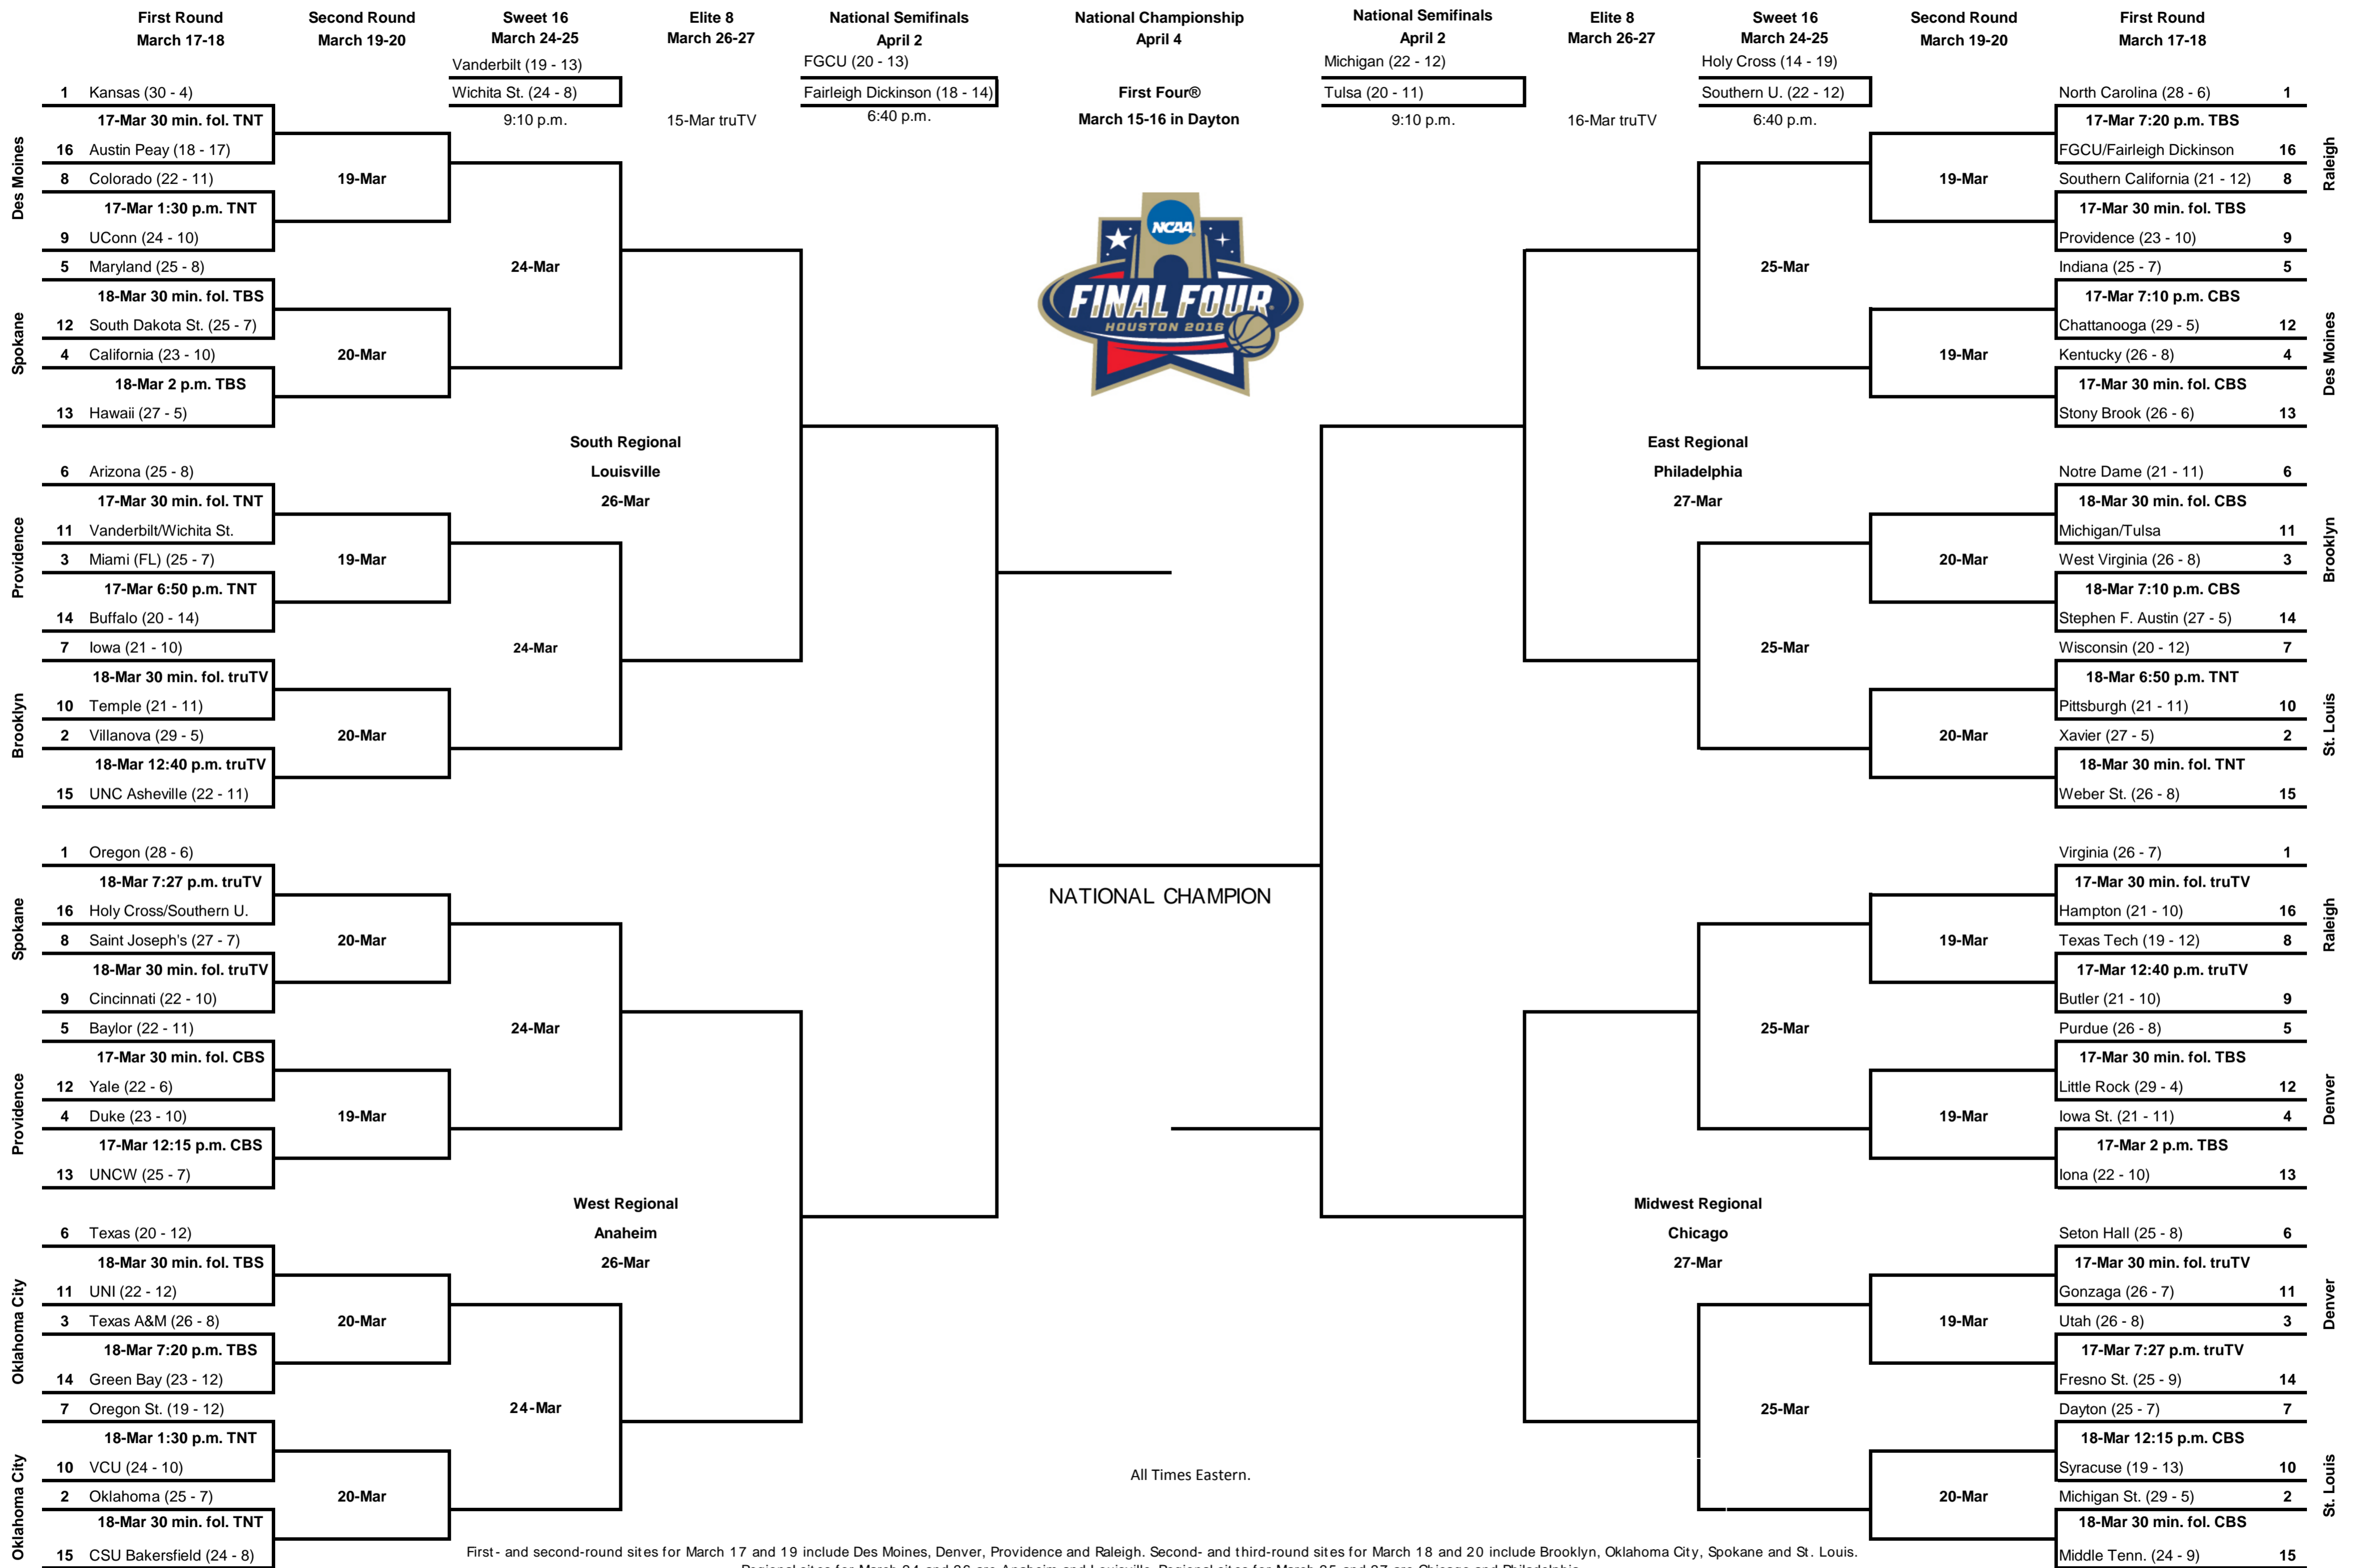 First Round
March 17-18
Second Round
March 19-20
Sweet 16
March 24-25
Elite 8
March 26-27
National Semifinals
April 2
National Championship
April 4
National Semifinals
April 2
Elite 8
March 26-27
Sweet 16
March 24-25
Second Round
March 19-20
First Round
March 17-18
Vanderbilt (19 - 13)
Wichita St. (24 - 8)
9:10 p.m.
15-Mar truTV
FGCU (20 - 13)
Fairleigh Dickinson (18 - 14)
6:40 p.m.
First Four®
March 15-16 in Dayton
Michigan (22 - 12)
Tulsa (20 - 11)
9:10 p.m.
16-Mar truTV
Holy Cross (14 - 19)
Southern U. (22 - 12)
6:40 p.m.
Des Moines
1 Kansas (30 - 4)
17-Mar 30 min. fol. TNT
16 Austin Peay (18 - 17)
8 Colorado (22 - 11)
17-Mar 1:30 p.m. TNT
9 UConn (24 - 10)
19-Mar
Spokane
5 Maryland (25 - 8)
18-Mar 30 min. fol. TBS
12 South Dakota St. (25 - 7)
4 California (23 - 10)
18-Mar 2 p.m. TBS
13 Hawaii (27 - 5)
20-Mar
24-Mar
South Regional
Louisville
26-Mar
Providence
6 Arizona (25 - 8)
17-Mar 30 min. fol. TNT
11 Vanderbilt/Wichita St.
3 Miami (FL) (25 - 7)
17-Mar 6:50 p.m. TNT
14 Buffalo (20 - 14)
19-Mar
Brooklyn
7 Iowa (21 - 10)
18-Mar 30 min. fol. truTV
10 Temple (21 - 11)
2 Villanova (29 - 5)
18-Mar 12:40 p.m. truTV
15 UNC Asheville (22 - 11)
20-Mar
24-Mar
Spokane
1 Oregon (28 - 6)
18-Mar 7:27 p.m. truTV
16 Holy Cross/Southern U.
8 Saint Joseph's (27 - 7)
18-Mar 30 min. fol. truTV
9 Cincinnati (22 - 10)
20-Mar
Providence
5 Baylor (22 - 11)
17-Mar 30 min. fol. CBS
12 Yale (22 - 6)
4 Duke (23 - 10)
17-Mar 12:15 p.m. CBS
13 UNCW (25 - 7)
19-Mar
24-Mar
West Regional
Anaheim
26-Mar
Oklahoma City
6 Texas (20 - 12)
18-Mar 30 min. fol. TBS
11 UNI (22 - 12)
3 Texas A&M (26 - 8)
18-Mar 7:20 p.m. TBS
14 Green Bay (23 - 12)
20-Mar
Oklahoma City
7 Oregon St. (19 - 12)
18-Mar 1:30 p.m. TNT
10 VCU (24 - 10)
2 Oklahoma (25 - 7)
18-Mar 30 min. fol. TNT
15 CSU Bakersfield (24 - 8)
20-Mar
24-Mar
NCAA
FINAL FOUR
HOUSTON 2016
NATIONAL CHAMPION
Raleigh
North Carolina (28 - 6) 1
17-Mar 7:20 p.m. TBS
FGCU/Fairleigh Dickinson 16
Southern California (21 - 12) 8
17-Mar 30 min. fol. TBS
Providence (23 - 10) 9
19-Mar
Des Moines
Indiana (25 - 7) 5
17-Mar 7:10 p.m. CBS
Chattanooga (29 - 5) 12
Kentucky (26 - 8) 4
17-Mar 30 min. fol. CBS
Stony Brook (26 - 6) 13
19-Mar
25-Mar
East Regional
Philadelphia
27-Mar
Brooklyn
Notre Dame (21 - 11) 6
18-Mar 30 min. fol. CBS
Michigan/Tulsa 11
West Virginia (26 - 8) 3
18-Mar 7:10 p.m. CBS
Stephen F. Austin (27 - 5) 14
20-Mar
St. Louis
Wisconsin (20 - 12) 7
18-Mar 6:50 p.m. TNT
Pittsburgh (21 - 11) 10
Xavier (27 - 5) 2
18-Mar 30 min. fol. TNT
Weber St. (26 - 8) 15
20-Mar
25-Mar
Raleigh
Virginia (26 - 7) 1
17-Mar 30 min. fol. truTV
Hampton (21 - 10) 16
Texas Tech (19 - 12) 8
17-Mar 12:40 p.m. truTV
Butler (21 - 10) 9
19-Mar
Denver
Purdue (26 - 8) 5
17-Mar 30 min. fol. TBS
Little Rock (29 - 4) 12
Iowa St. (21 - 11) 4
17-Mar 2 p.m. TBS
Iona (22 - 10) 13
19-Mar
25-Mar
Midwest Regional
Chicago
27-Mar
Denver
Seton Hall (25 - 8) 6
17-Mar 30 min. fol. truTV
Gonzaga (26 - 7) 11
Utah (26 - 8) 3
17-Mar 7:27 p.m. truTV
Fresno St. (25 - 9) 14
19-Mar
St. Louis
Dayton (25 - 7) 7
18-Mar 12:15 p.m. CBS
Syracuse (19 - 13) 10
Michigan St. (29 - 5) 2
18-Mar 30 min. fol. CBS
Middle Tenn. (24 - 9) 15
20-Mar
25-Mar
All Times Eastern.
First- and second-round sites for March 17 and 19 include Des Moines, Denver, Providence and Raleigh. Second- and third-round sites for March 18 and 20 include Brooklyn, Oklahoma City, Spokane and St. Louis.